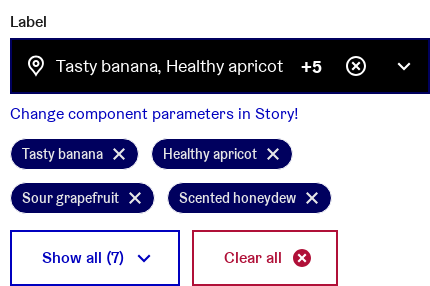 Label
Tasty banana, Healthy apricot +5
Change component parameters in Story!
Tasty banana Healthy apricot
Sour grapefruit Scented honeydew
Show all (7) Clear all